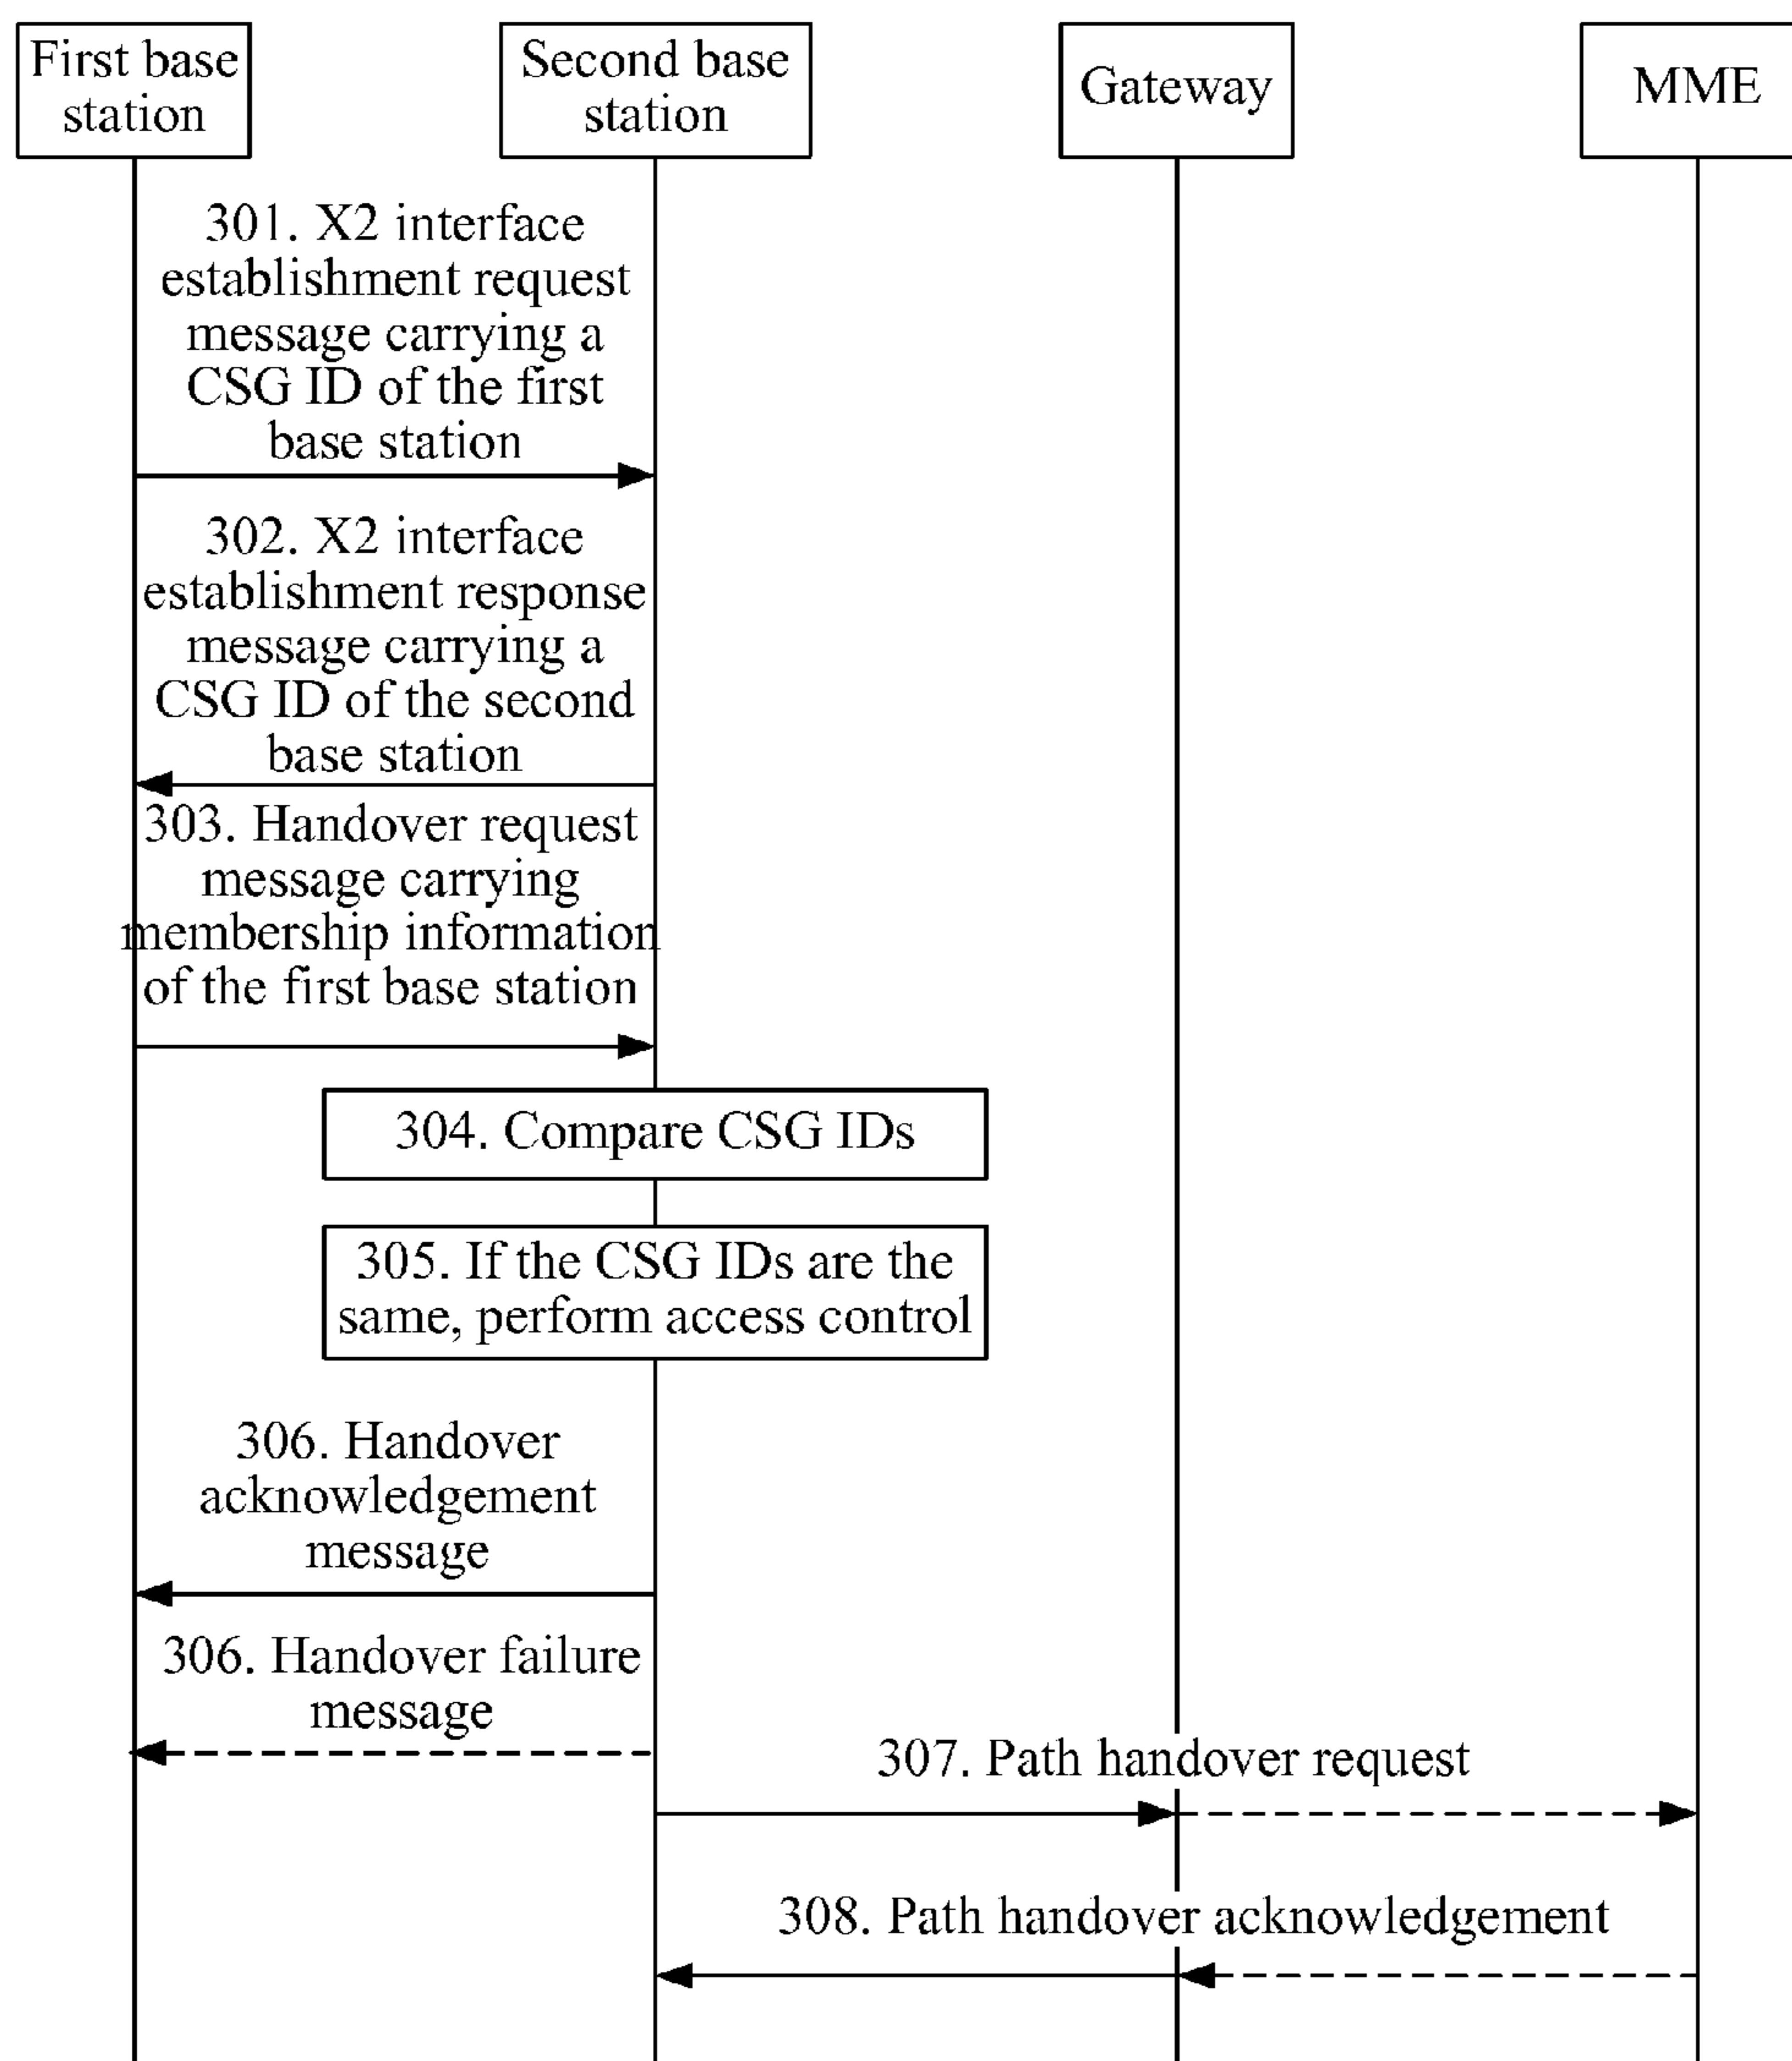 First base
station
Second base
station
Gateway
MME
301. X2 interface
establishment request
message carrying a
CSG ID of the first
base station
302. X2 interface
establishment response
message carrying a
CSG ID of the second
base station
303. Handover request
message carrying
membership information
of the first base station
304. Compare CSG IDs
305. If the CSG IDs are the
same, perform access control
306. Handover
acknowledgement
message
306. Handover failure
message
307. Path handover request
308. Path handover acknowledgement